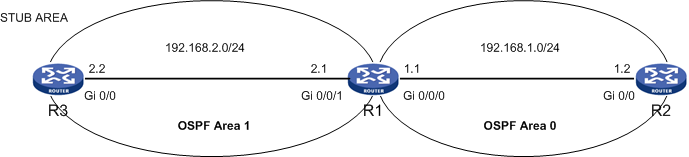 STUB AREA
192.168.2.0/24
192.168.1.0/24
2.2
2.1
1.1
1.2
ROUTER
ROUTER
ROUTER
Gi 0/0
Gi 0/0/1
Gi 0/0/0
Gi 0/0
R3
R1
R2
OSPF Area 1
OSPF Area 0